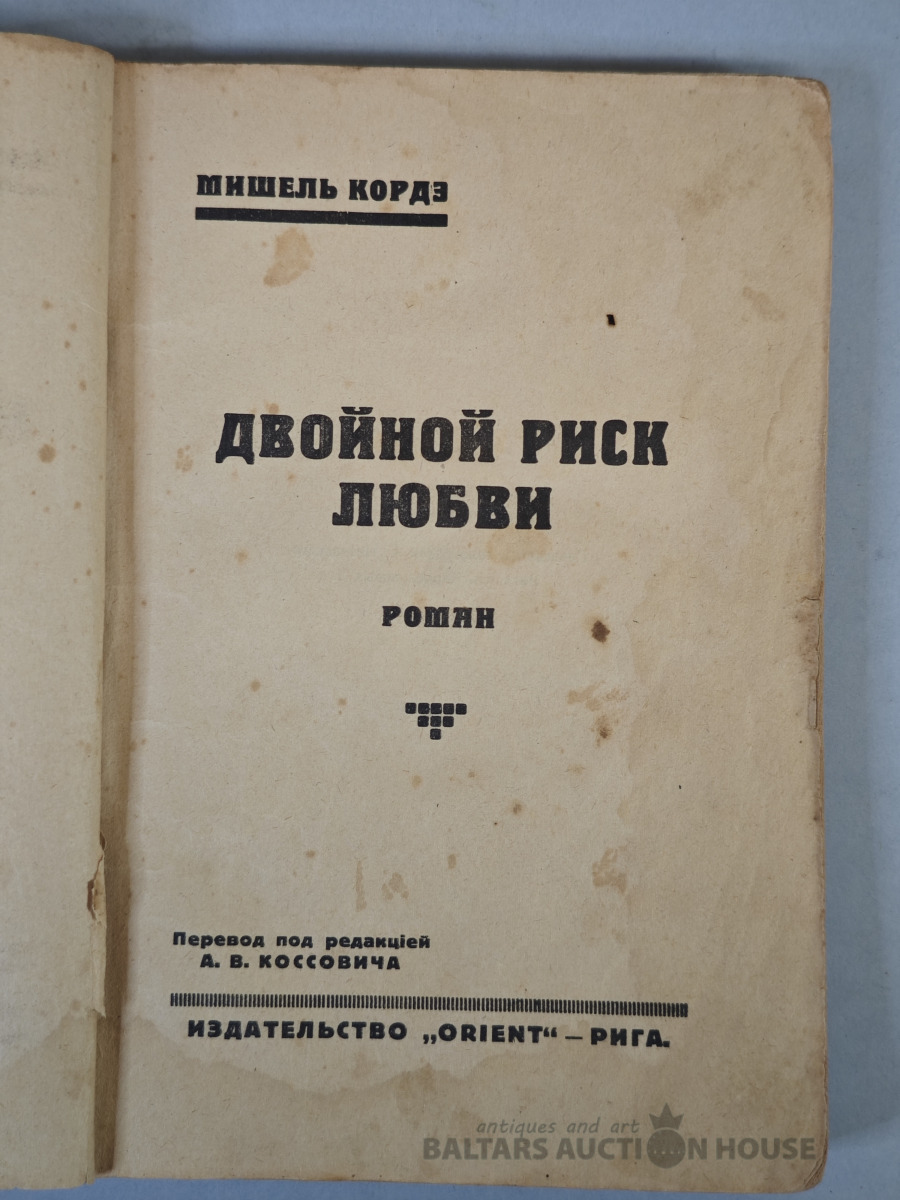 МИШЕЛЬ КОРДЭ
ДВОЙНОЙ РИСК
ЛЮБВИ
РОМАН
Перевод под редакціей
А. В. КОССОВИЧА
ИЗДАТЕЛЬСТВО „ORIENT“ — РИГА.
antiques and art
BALTARS AUCTION HOUSE